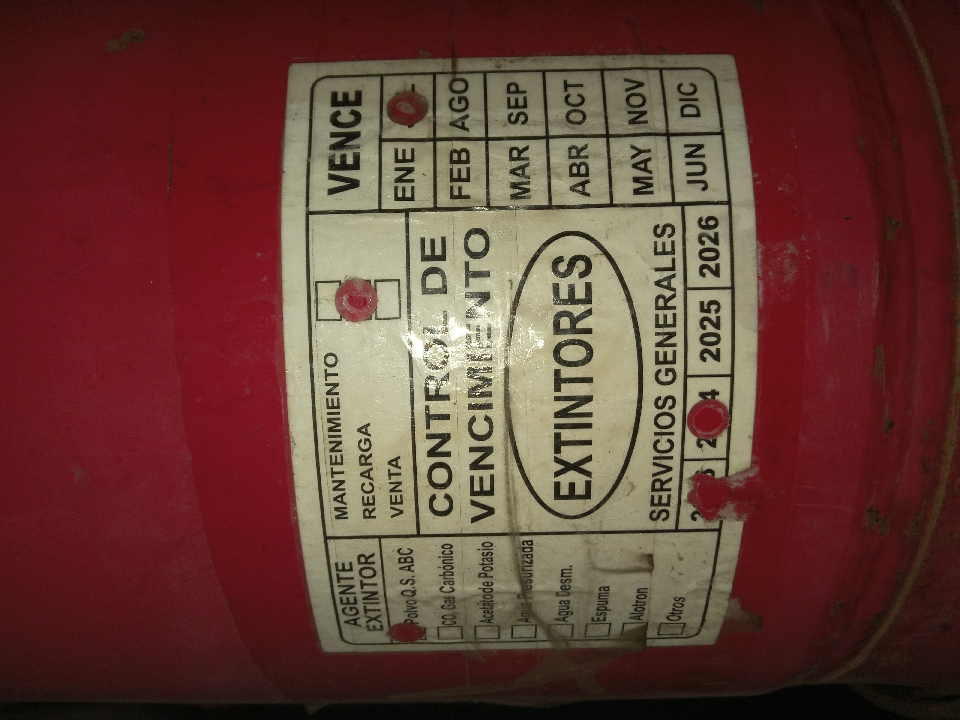 AGENTE
EXTINTOR
Polvo Q.S. ABC
CO₂ Gas Carbónico
Acetato de Potasio
Agua Presurizada
Agua Desm.
Espuma
Alotron
Otros
MANTENIMIENTO
RECARGA
VENTA
CONTROL DE
VENCIMIENTO
EXTINTORES
SERVICIOS GENERALES
2025 2026
VENCE
ENE
FEB AGO
MAR SEP
ABR OCT
MAY NOV
JUN DIC